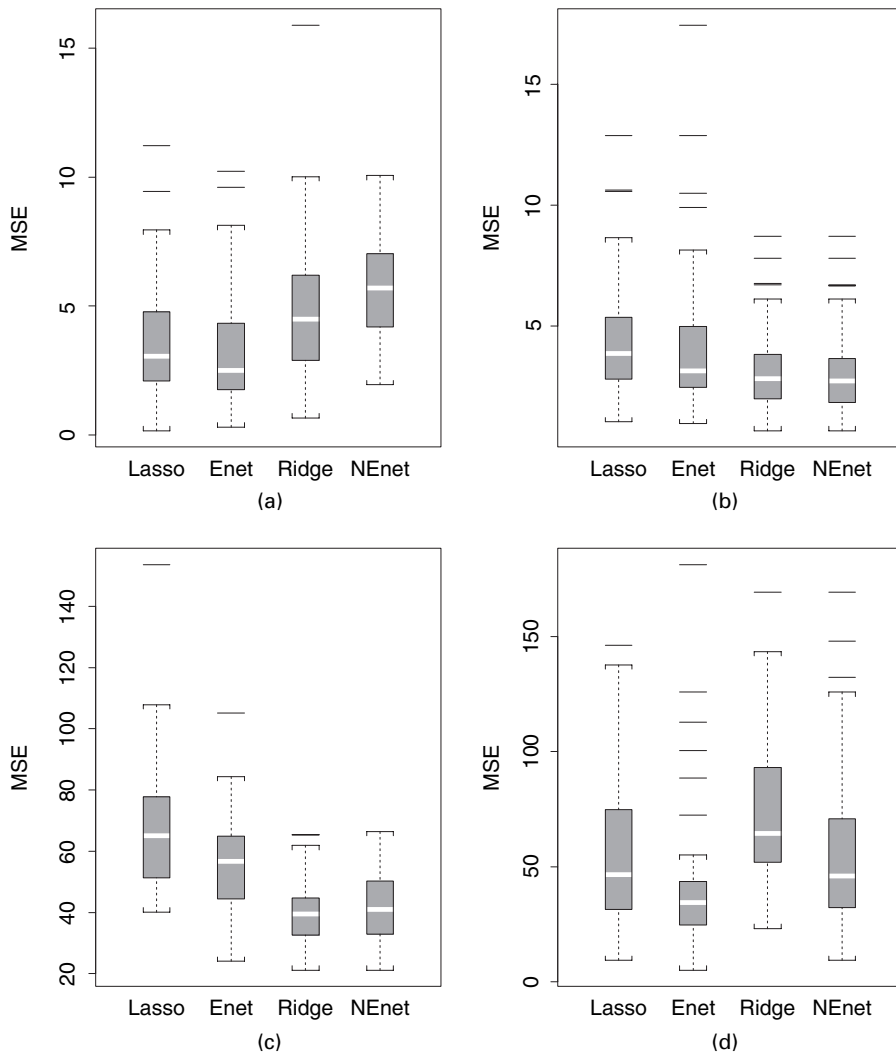 MSE
15
10
5
0
Lasso Enet Ridge NEnet
(a)
MSE
15
10
5
Lasso Enet Ridge NEnet
(b)
MSE
140
120
100
80
60
40
20
Lasso Enet Ridge NEnet
(c)
MSE
150
100
50
0
Lasso Enet Ridge NEnet
(d)